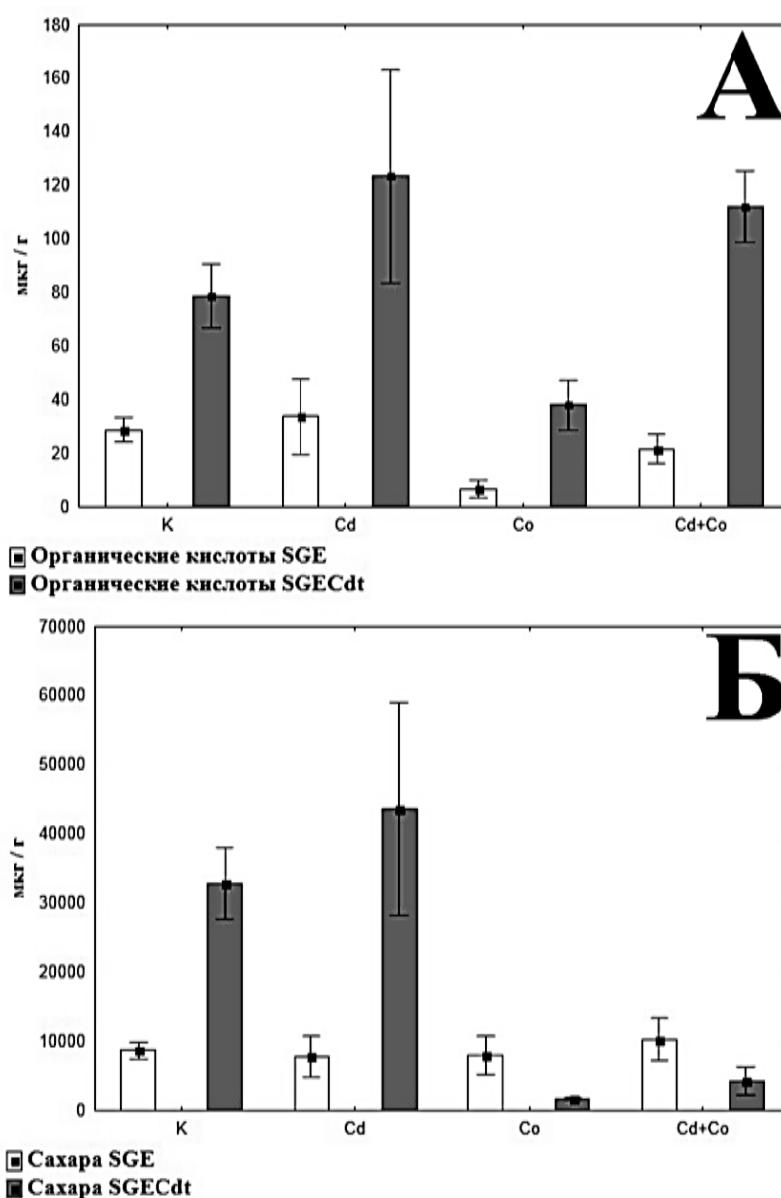 А
180
160
140
120
100
80
60
40
20
0
мкг / г
K Cd Co Cd+Co
Органические кислоты SGE
Органические кислоты SGECdt
Б
70000
60000
50000
40000
30000
20000
10000
0
мкг / г
K Cd Co Cd+Co
Сахара SGE
Сахара SGECdt